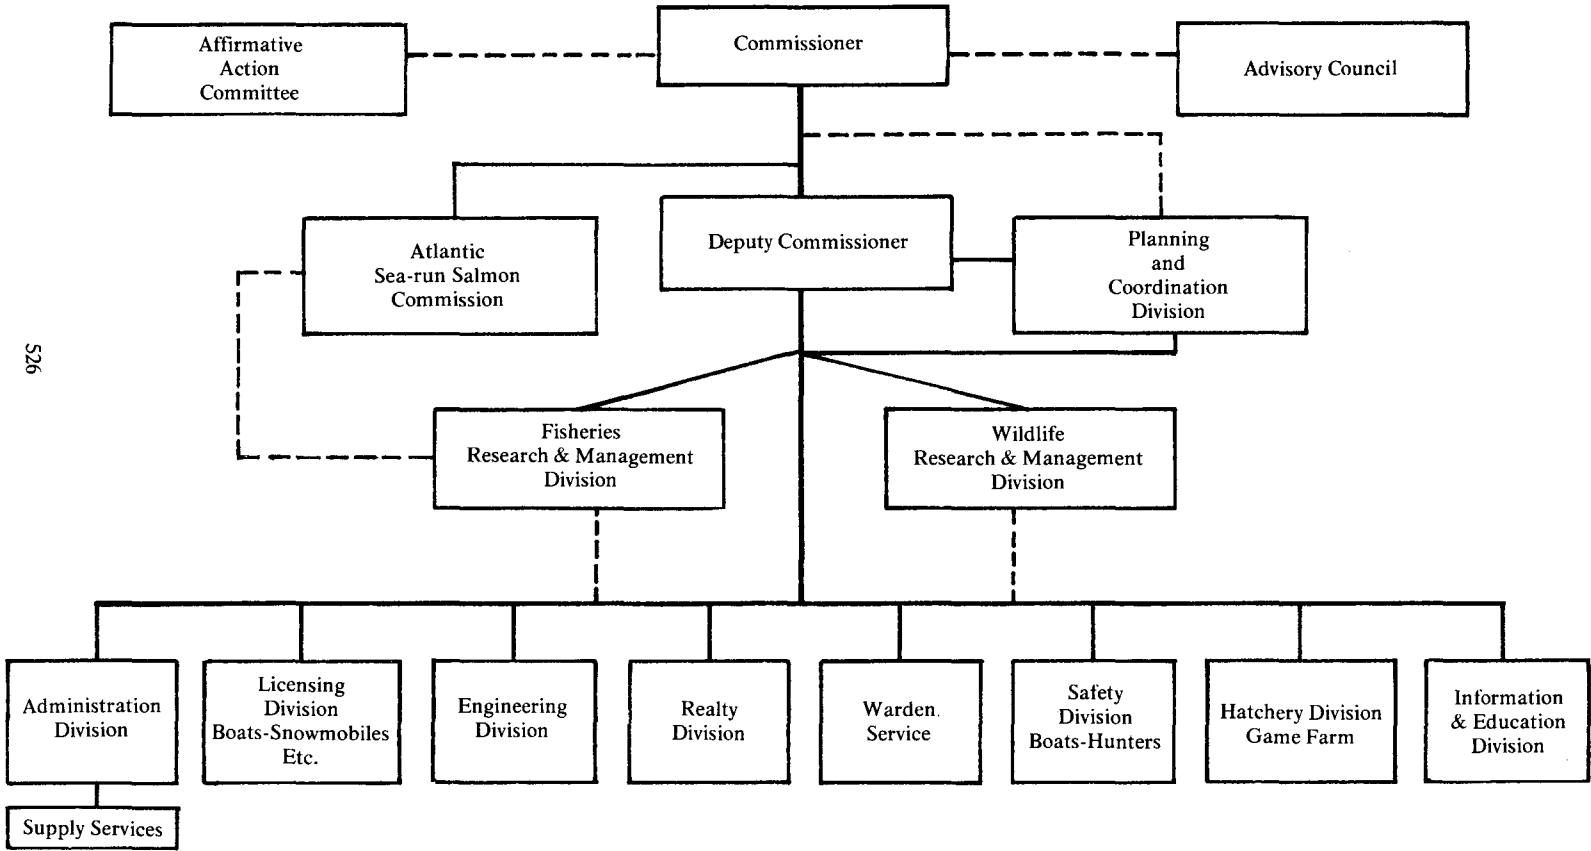 Affirmative
Action
Committee
Commissioner
Advisory Council
Atlantic
Sea-run Salmon
Commission
Deputy Commissioner
Planning
and
Coordination
Division
526
Fisheries
Research & Management
Division
Wildlife
Research & Management
Division
Administration
Division
Licensing
Division
Boats-Snowmobiles
Etc.
Engineering
Division
Realty
Division
Warden
Service
Safety
Division
Boats-Hunters
Hatchery Division
Game Farm
Information
& Education
Division
Supply Services